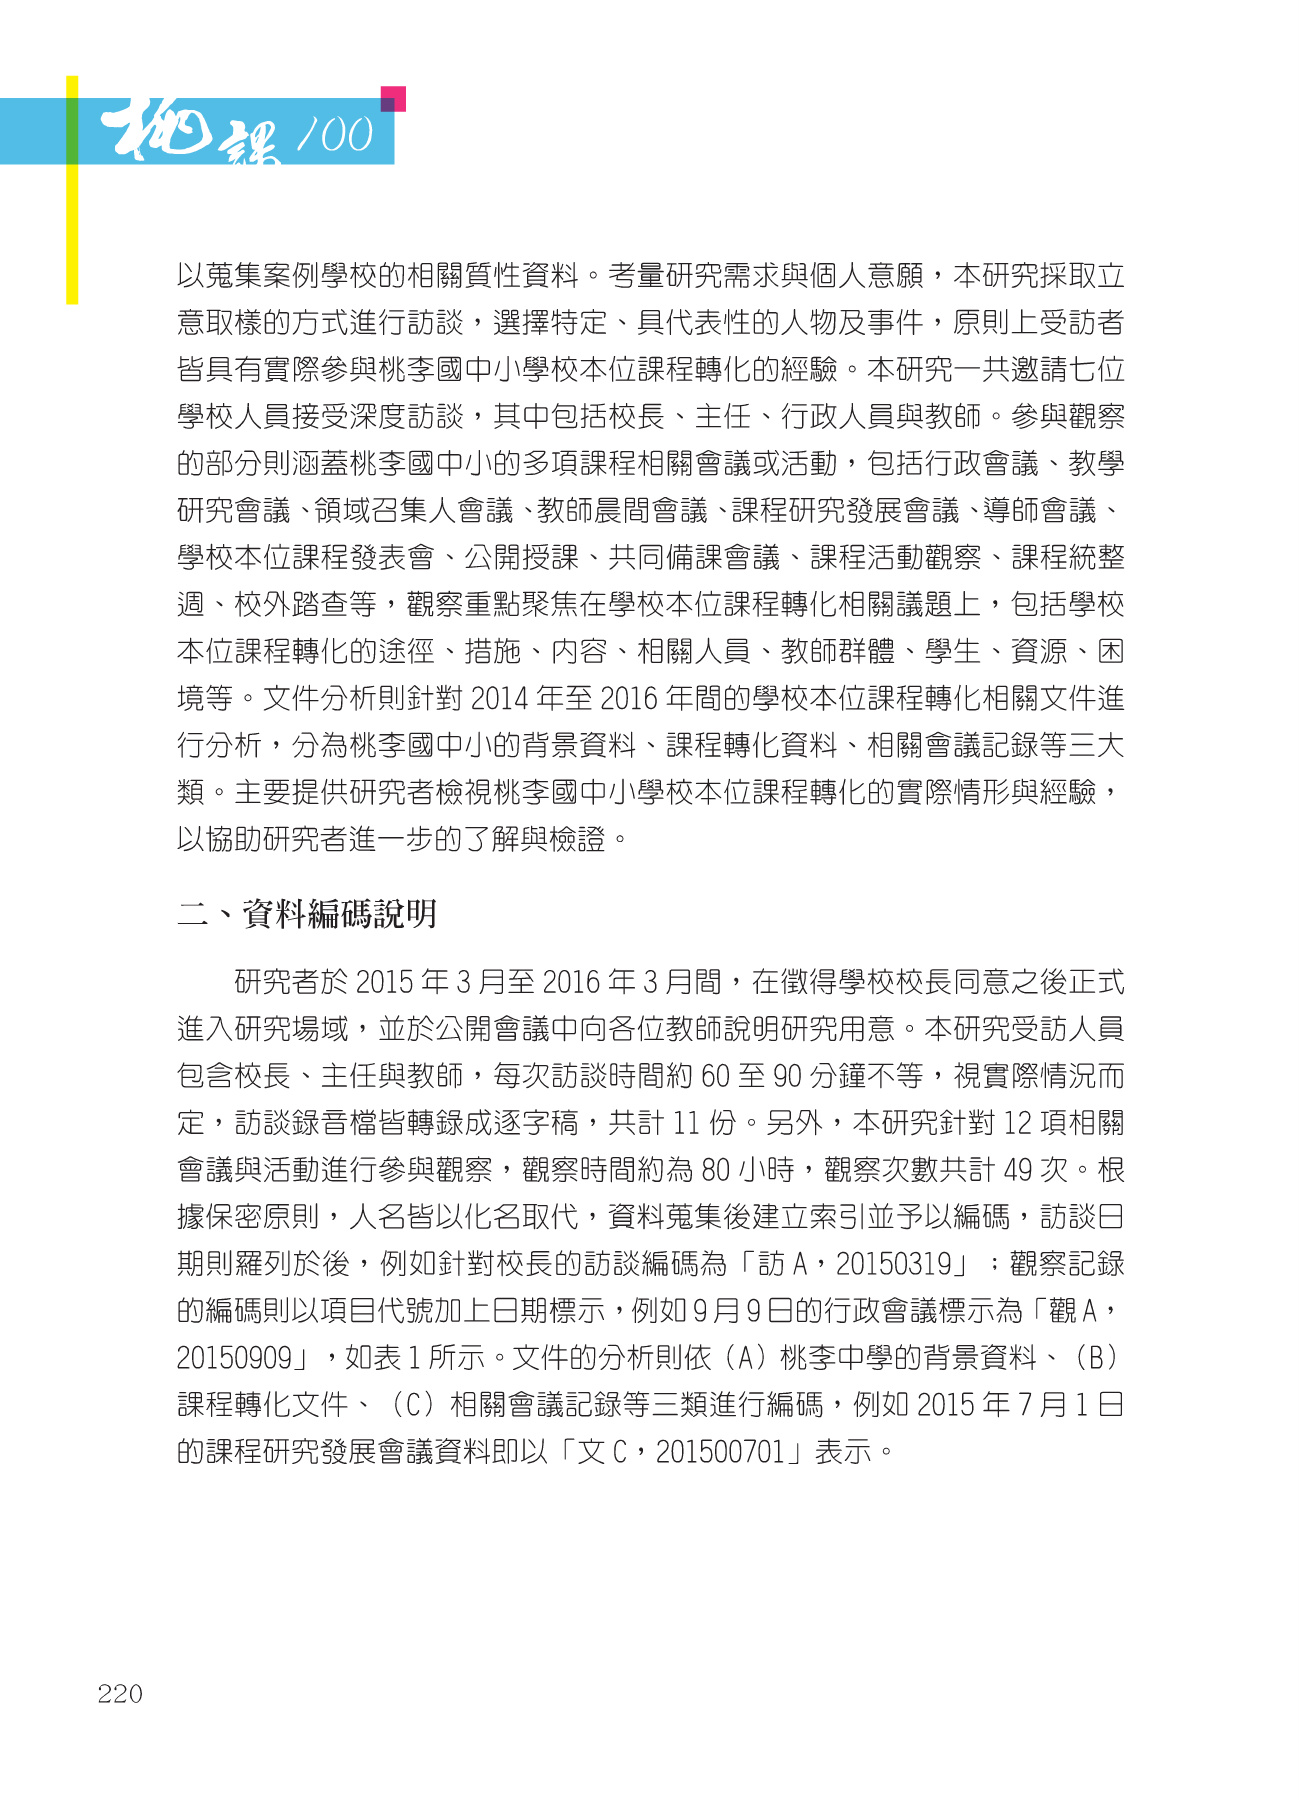 桃課100
以蒐集案例學校的相關質性資料。考量研究需求與個人意願，本研究採取立
意取樣的方式進行訪談，選擇特定、具代表性的人物及事件，原則上受訪者
皆具有實際參與桃李國中小學校本位課程轉化的經驗。本研究一共邀請七位
學校人員接受深度訪談，其中包括校長、主任、行政人員與教師。參與觀察
的部分則涵蓋桃李國中小的多項課程相關會議或活動，包括行政會議、教學
研究會議、領域召集人會議、教師晨間會議、課程研究發展會議、導師會議、
學校本位課程發表會、公開授課、共同備課會議、課程活動觀察、課程統整
週、校外踏查等，觀察重點聚焦在學校本位課程轉化相關議題上，包括學校
本位課程轉化的途徑、措施、內容、相關人員、教師群體、學生、資源、困
境等。文件分析則針對 2014 年至 2016 年間的學校本位課程轉化相關文件進
行分析，分為桃李國中小的背景資料、課程轉化資料、相關會議記錄等三大
類。主要提供研究者檢視桃李國中小學校本位課程轉化的實際情形與經驗，
以協助研究者進一步的了解與檢證。
二、資料編碼說明
研究者於 2015 年 3 月至 2016 年 3 月間，在徵得學校校長同意之後正式
進入研究場域，並於公開會議中向各位教師說明研究用意。本研究受訪人員
包含校長、主任與教師，每次訪談時間約 60 至 90 分鐘不等，視實際情況而
定，訪談錄音檔皆轉錄成逐字稿，共計 11 份。另外，本研究針對 12 項相關
會議與活動進行參與觀察，觀察時間約為 80 小時，觀察次數共計 49 次。根
據保密原則，人名皆以化名取代，資料蒐集後建立索引並予以編碼，訪談日
期則羅列於後，例如針對校長的訪談編碼為「訪 A，20150319」；觀察記錄
的編碼則以項目代號加上日期標示，例如 9 月 9 日的行政會議標示為「觀 A，
20150909」，如表 1 所示。文件的分析則依（A）桃李中學的背景資料、（B）
課程轉化文件、（C）相關會議記錄等三類進行編碼，例如 2015 年 7 月 1 日
的課程研究發展會議資料即以「文 C，201500701」表示。
220